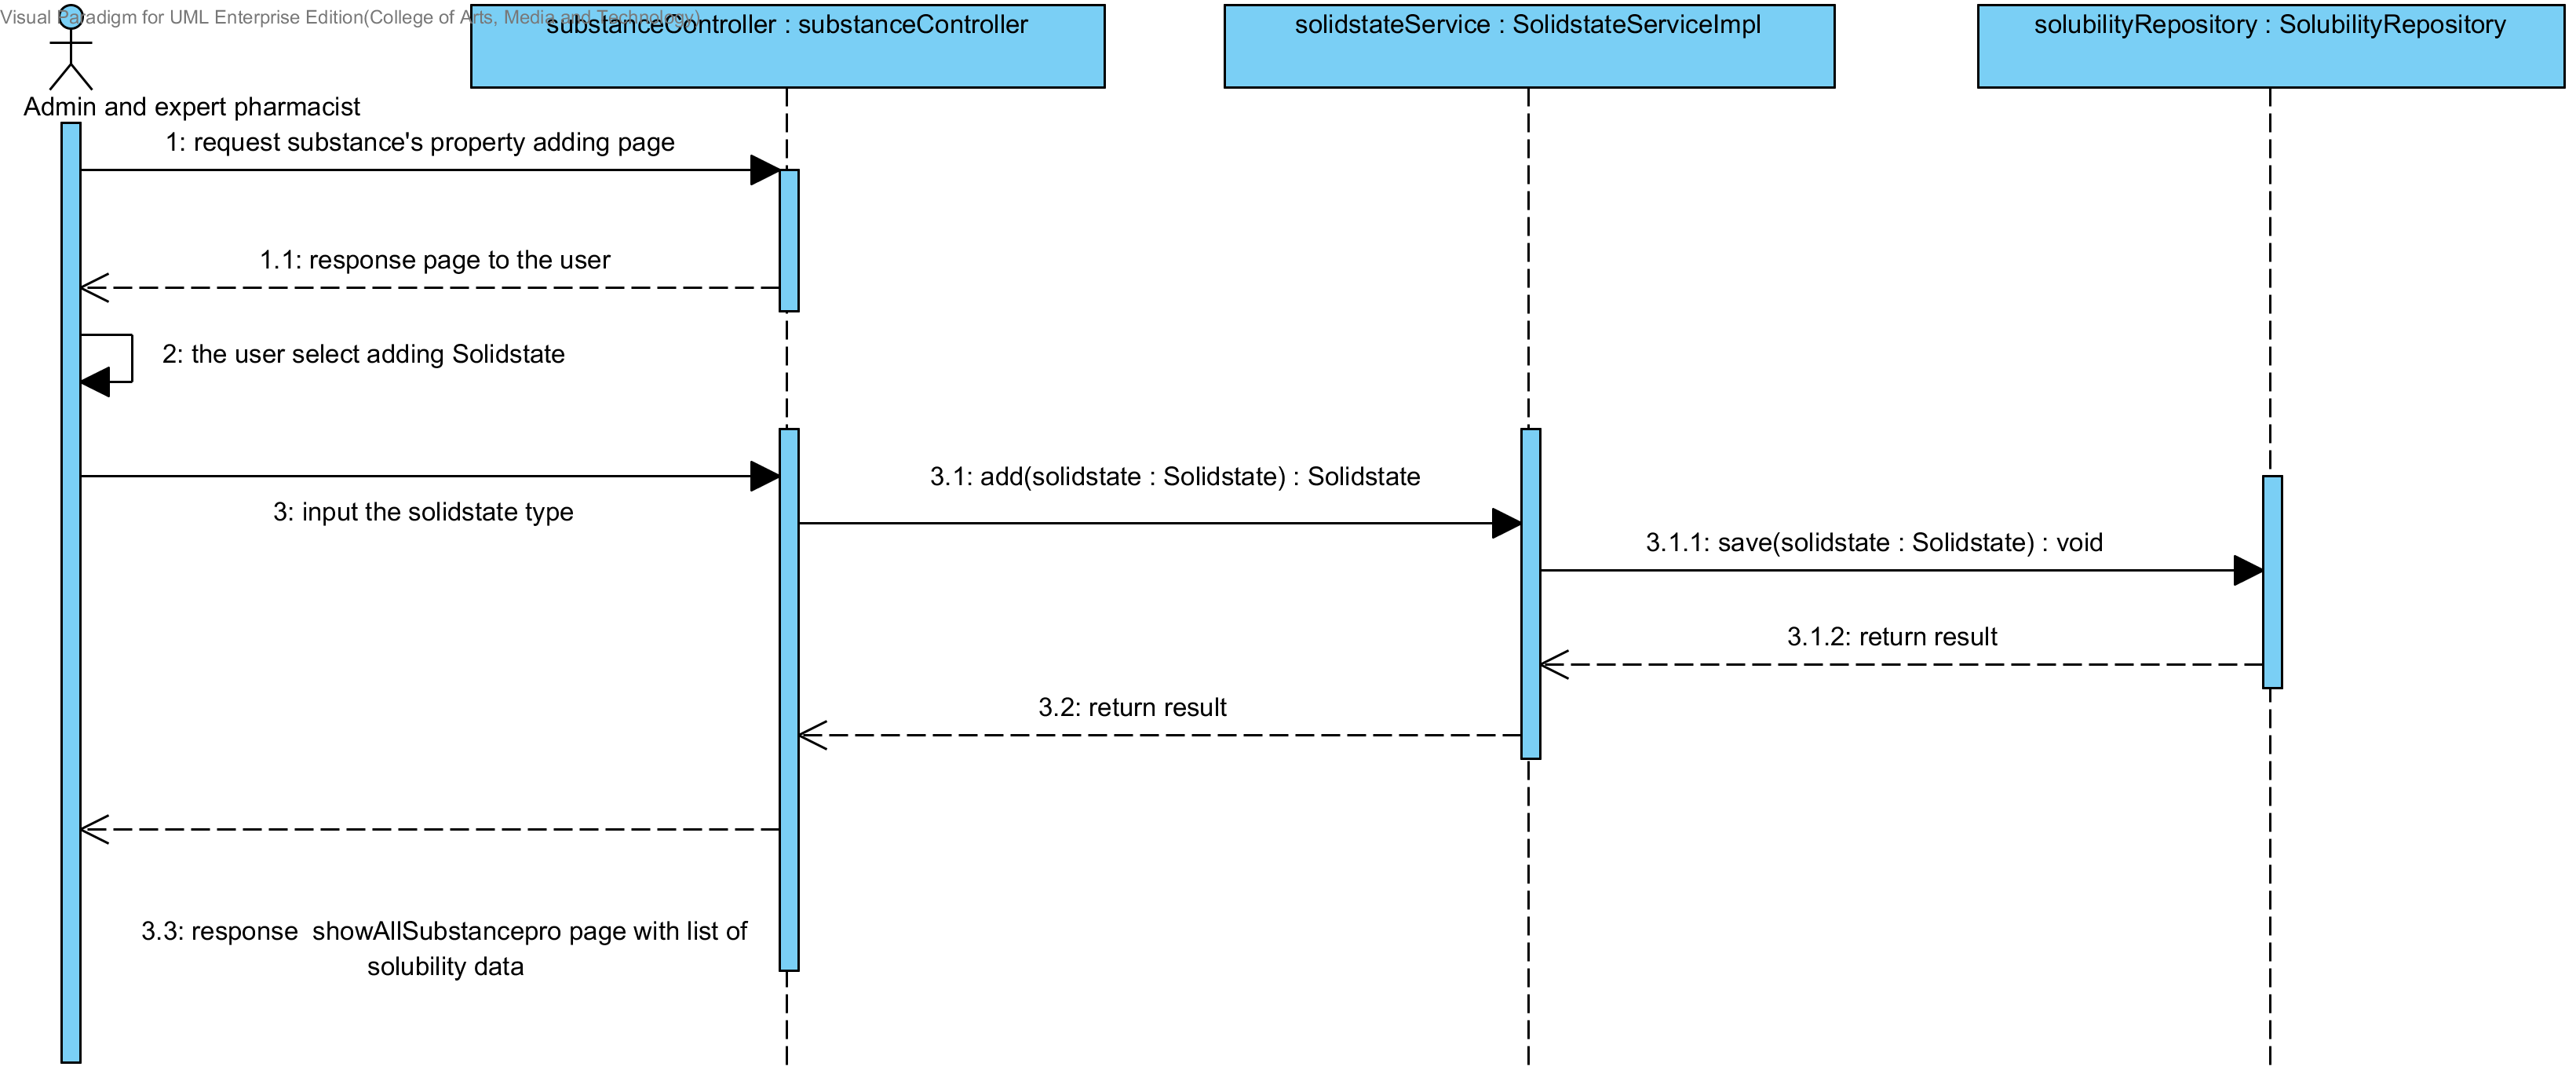 Visual Paradigm for UML Enterprise Edition(College of Arts, Media and Technology)
substanceController : substanceController
solidstateService : SolidstateServiceImpl
solubilityRepository : SolubilityRepository
Admin and expert pharmacist
1: request substance's property adding page
1.1: response page to the user
2: the user select adding Solidstate
3: input the solidstate type
3.1: add(solidstate : Solidstate) : Solidstate
3.1.1: save(solidstate : Solidstate) : void
3.1.2: return result
3.2: return result
3.3: response  showAllSubstancepro page with list of
solubility data